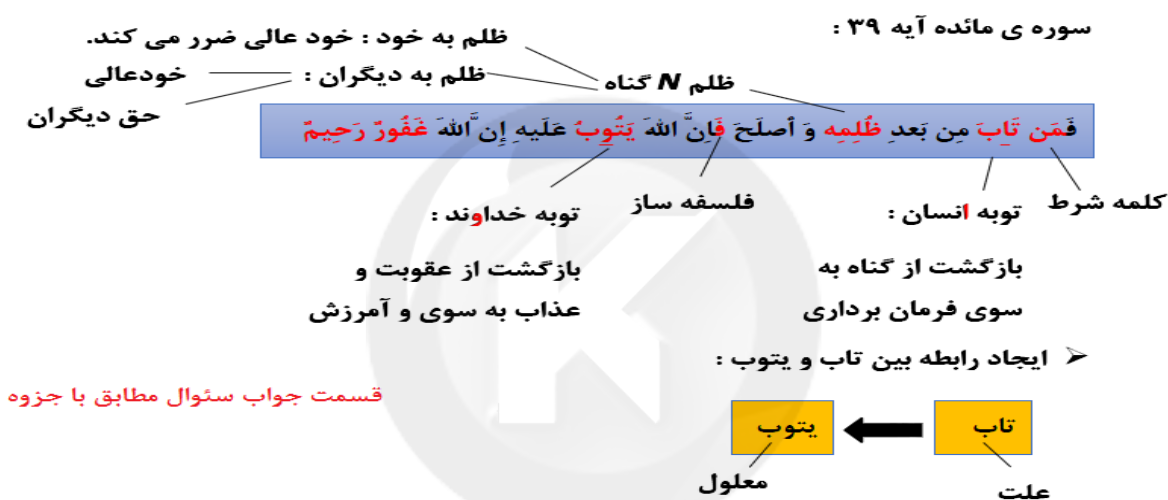 سوره ی مائده آیه ۳۹ :
ظلم به خود : خود عالی ضرر می کند.
ظلم N گناه
ظلم به دیگران :
خودعالی
حق دیگران
فَمَن تَابَ مِن بَعدِ ظُلمِه وَ أصلَحَ فَاِنَّ اللهَ یَتُوبُ عَلَیهِ إِن َّاللهَ غَفُورٌ رَحِیمٌ
کلمه شرط
توبه انسان :
فلسفه ساز
توبه خداوند :
بازگشت از گناه به
سوی فرمان برداری
بازگشت از عقوبت و
عذاب به سوی و آمرزش
ایجاد رابطه بین تاب و یتوب :
قسمت جواب سئوال مطابق با جزوه
تاب
یتوب
علت
معلول